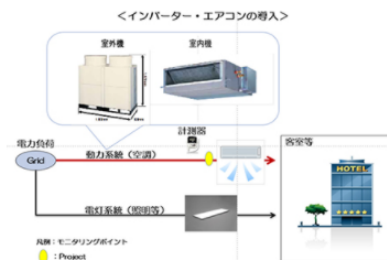 ＜インバーター・エアコンの導入＞
室外機
室内機
計測器
電力負荷
客室等
Grid
動力系統（空調）
HOTEL
電灯系統（照明等）
凡例：モニタリングポイント
：Project